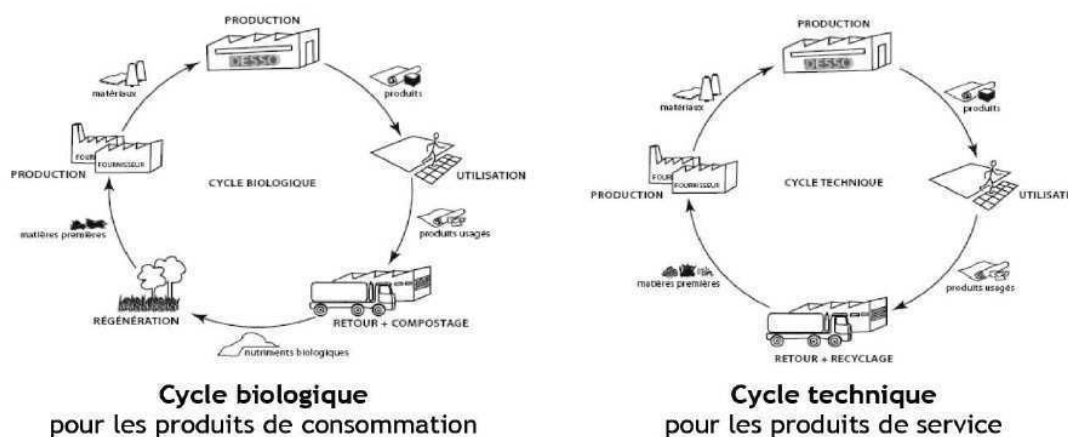 PRODUCTION
DESSO
matériaux
produits
FOURNISSEUR
PRODUCTION
CYCLE BIOLOGIQUE
UTILISATION
produits usagés
matières premières
RÉGÉNÉRATION
RETOUR + COMPOSTAGE
nutriments biologiques
Cycle biologique
pour les produits de consommation
PRODUCTION
DESSO
matériaux
produits
FOURNISSEUR
PRODUCTION
CYCLE TECHNIQUE
UTILISATI
matières premières
produits usagés
RETOUR + RECYCLAGE
Cycle technique
pour les produits de service